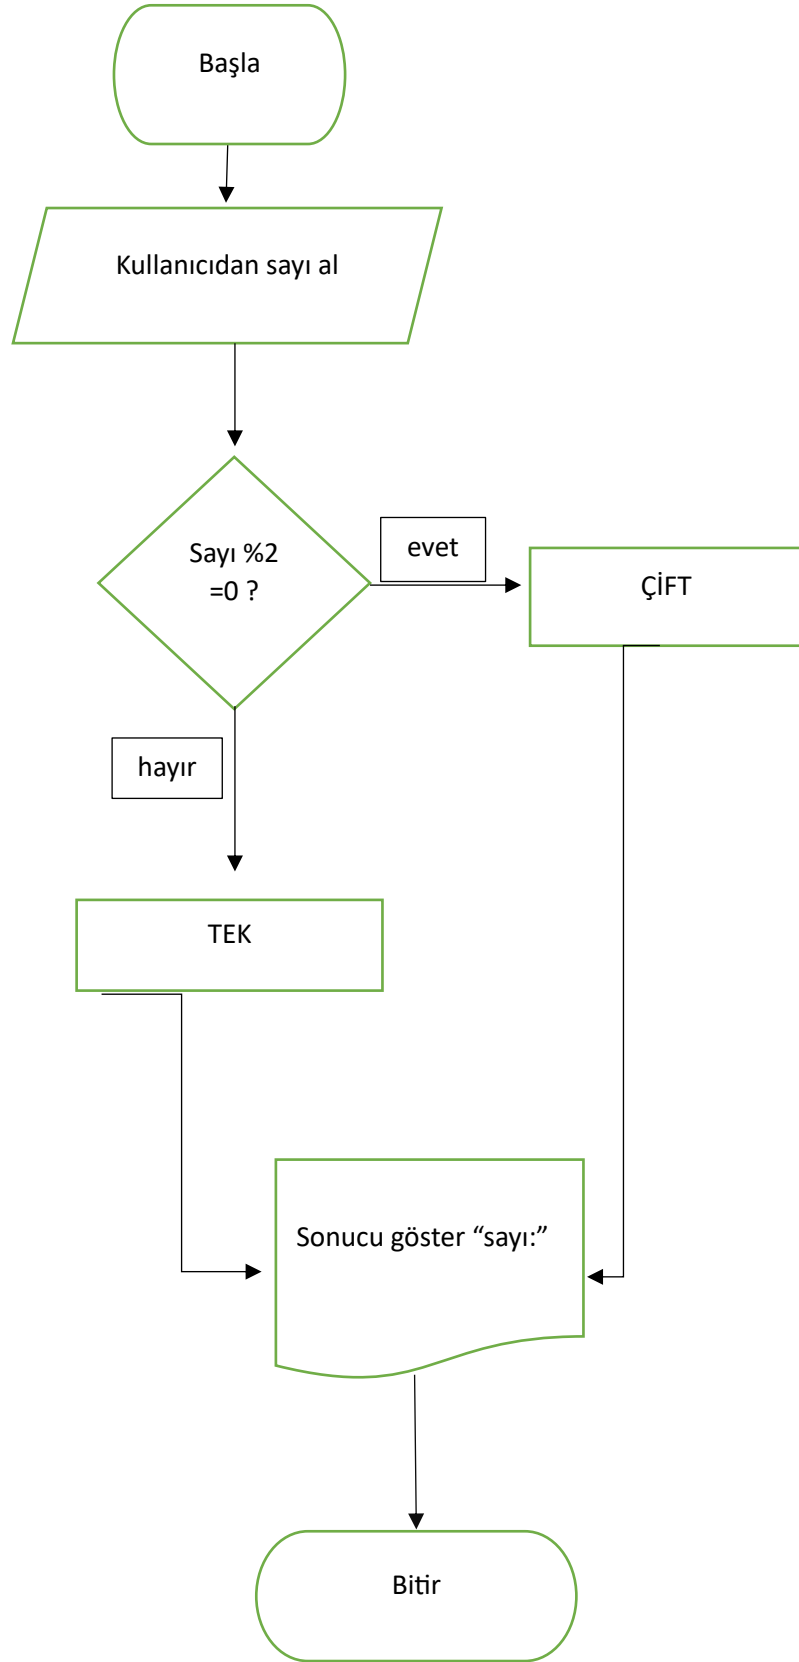 Başla
Kullanıcıdan sayı al
Sayı %2
=0 ?
evet
ÇİFT
hayır
TEK
Sonucu göster “sayı:”
Bitir